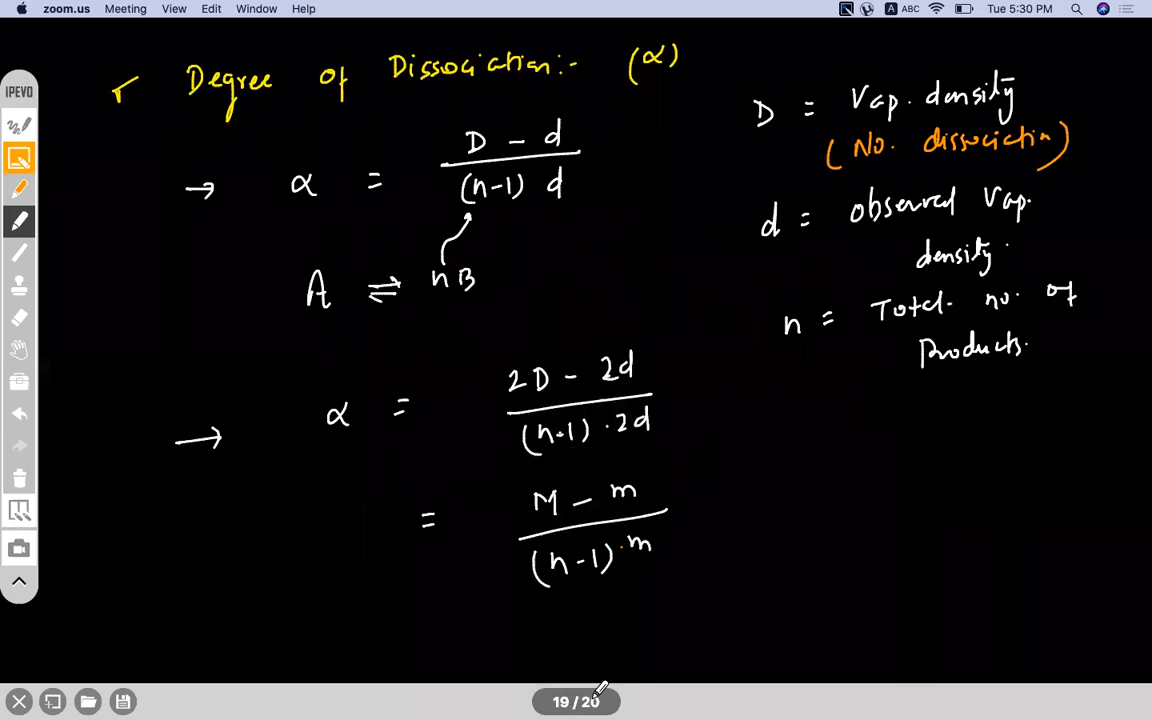 zoom.us Meeting View Edit Window Help
A ABC Tue 5:30 PM
IPEVO
Degree Of Dissociation:- (α)
→ α = D - d / (n-1) d
A ⇌ nB
D = Vap. density
(No. dissociation)
d = observed Vap.
density.
n = Total. no. of
Products.
→ α = 2D - 2d / (n-1) · 2d
= M - m / (n-1) · m
19 / 20